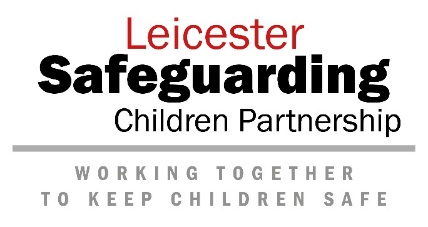 Leicester
Safeguarding
Children Partnership
WORKING TOGETHER
TO KEEP CHILDREN SAFE